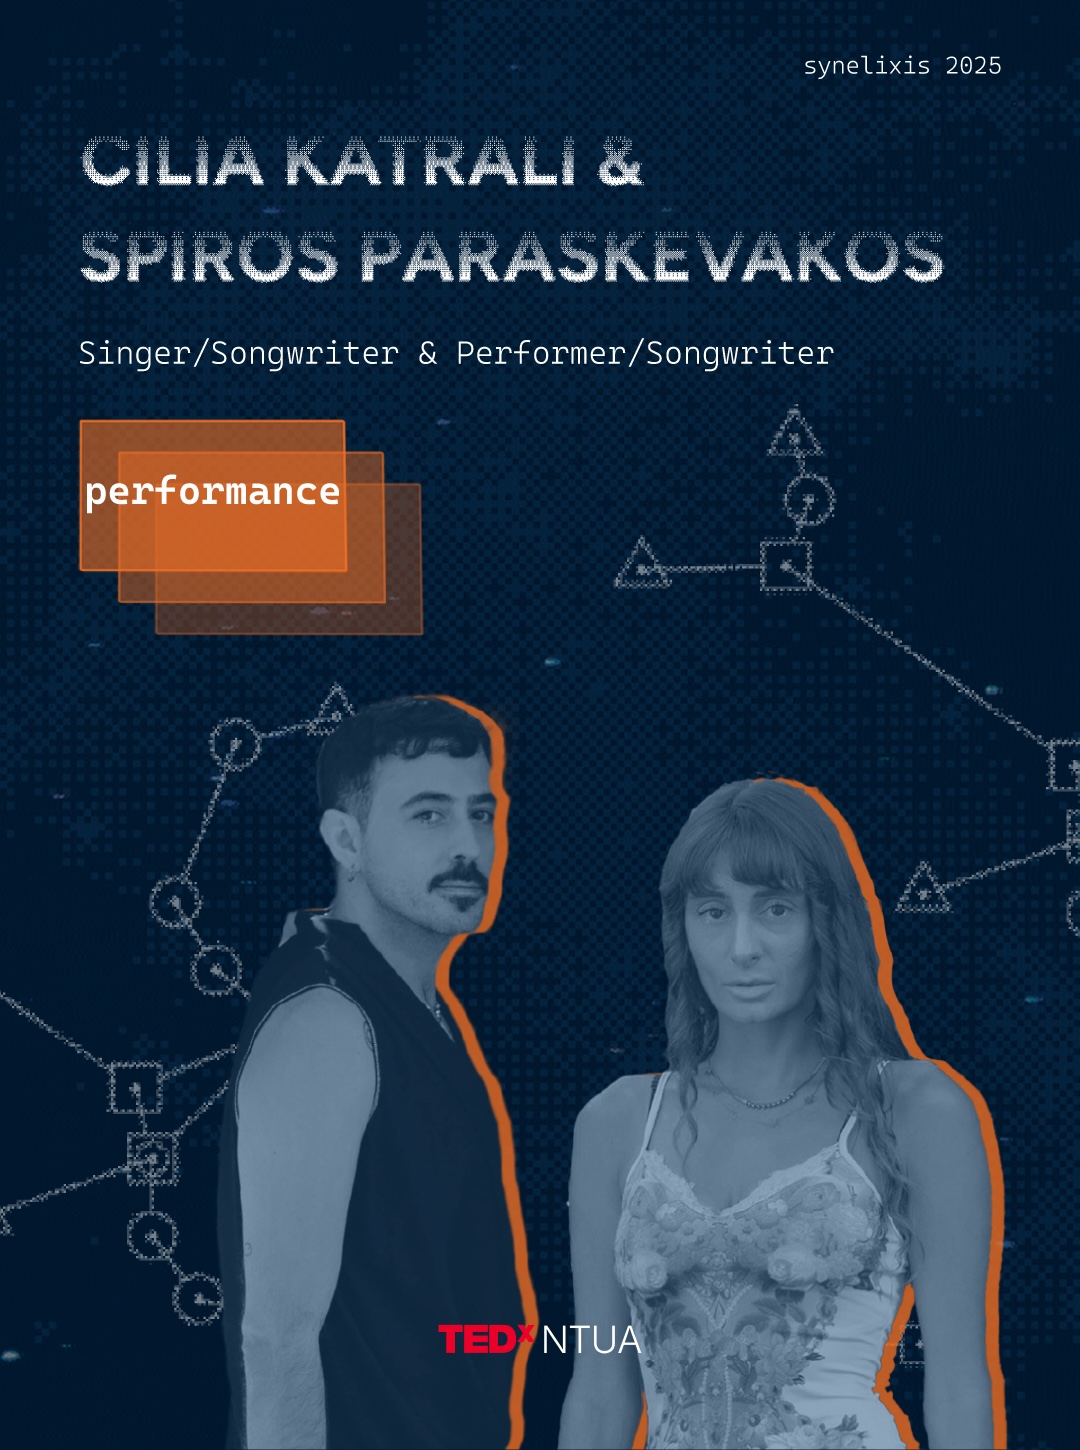 synelixis 2025
CILIA KATRALI &
SPIROS PARASKEVAKOS
Singer/Songwriter & Performer/Songwriter
performance
TEDx NTUA